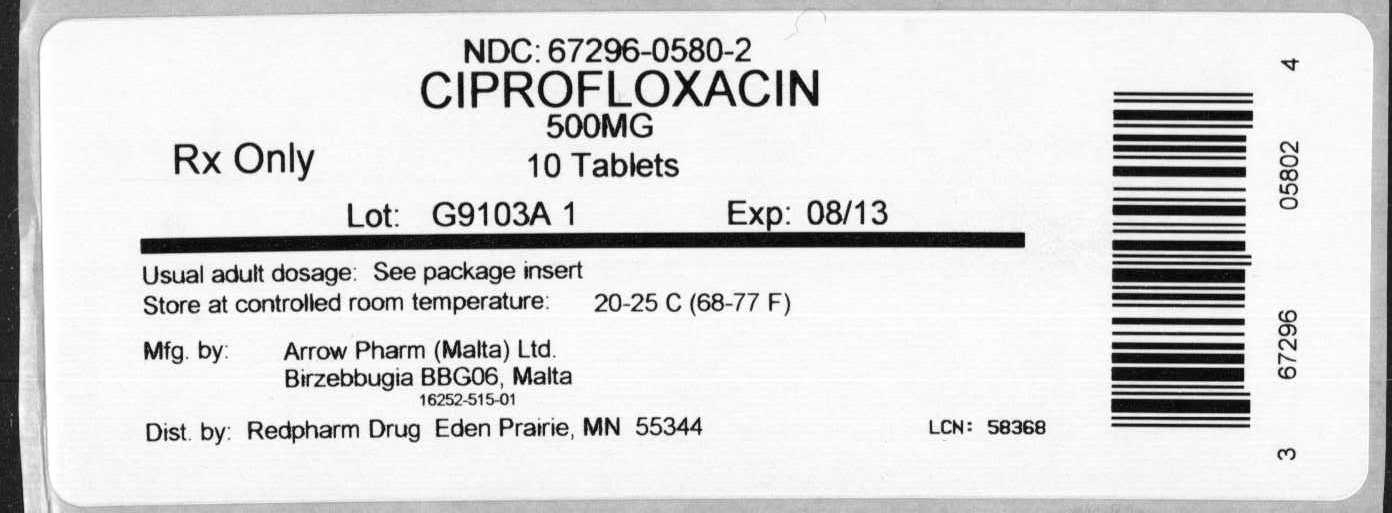 NDC: 67296-0580-2
CIPROFLOXACIN
500MG
Rx Only
10 Tablets
Lot: G9103A 1 Exp: 08/13
Usual adult dosage: See package insert
Store at controlled room temperature: 20-25 C (68-77 F)
Mfg. by: Arrow Pharm (Malta) Ltd.
Birzebbugia BBG06, Malta
16252-515-01
Dist. by: Redpharm Drug Eden Prairie, MN 55344
LCN: 58368
3 67296 05802 4